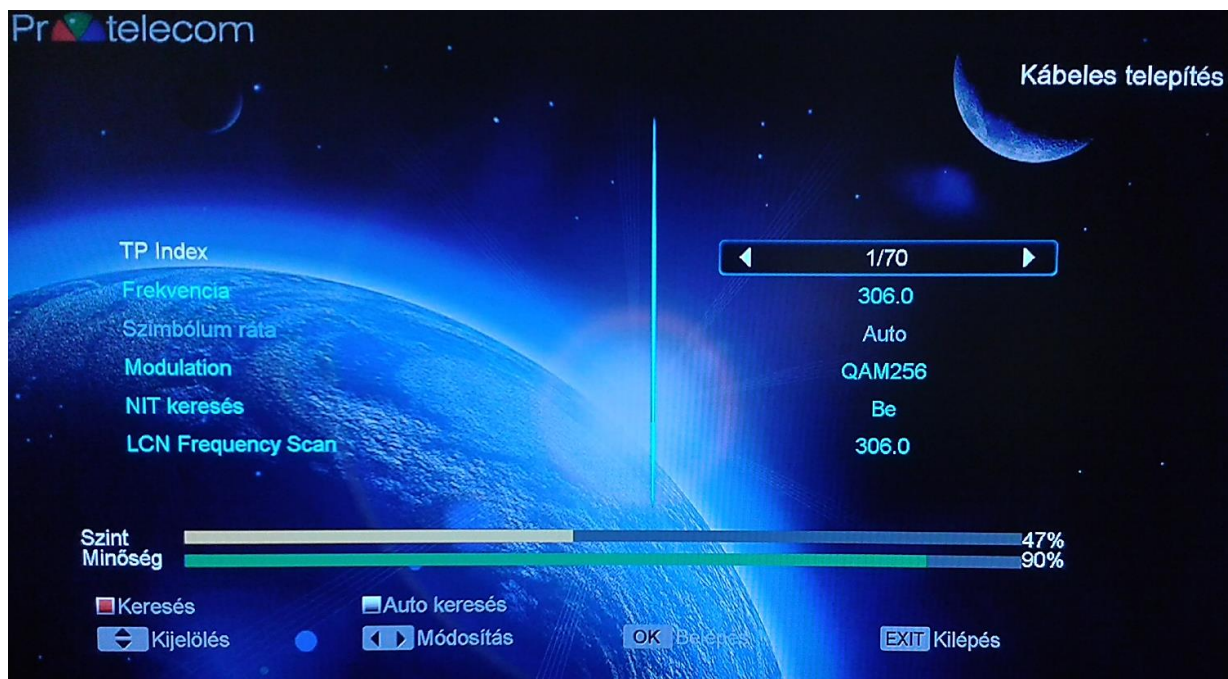 Pr telecom
Kábeles telepítés
TP Index 1/70
Frekvencia 306.0
Szimbólum ráta Auto
Modulation QAM256
NIT keresés Be
LCN Frequency Scan 306.0
Szint 47%
Minőség 90%
Keresés Auto keresés
Kijelölés Módosítás OK Belépés EXIT Kilépés